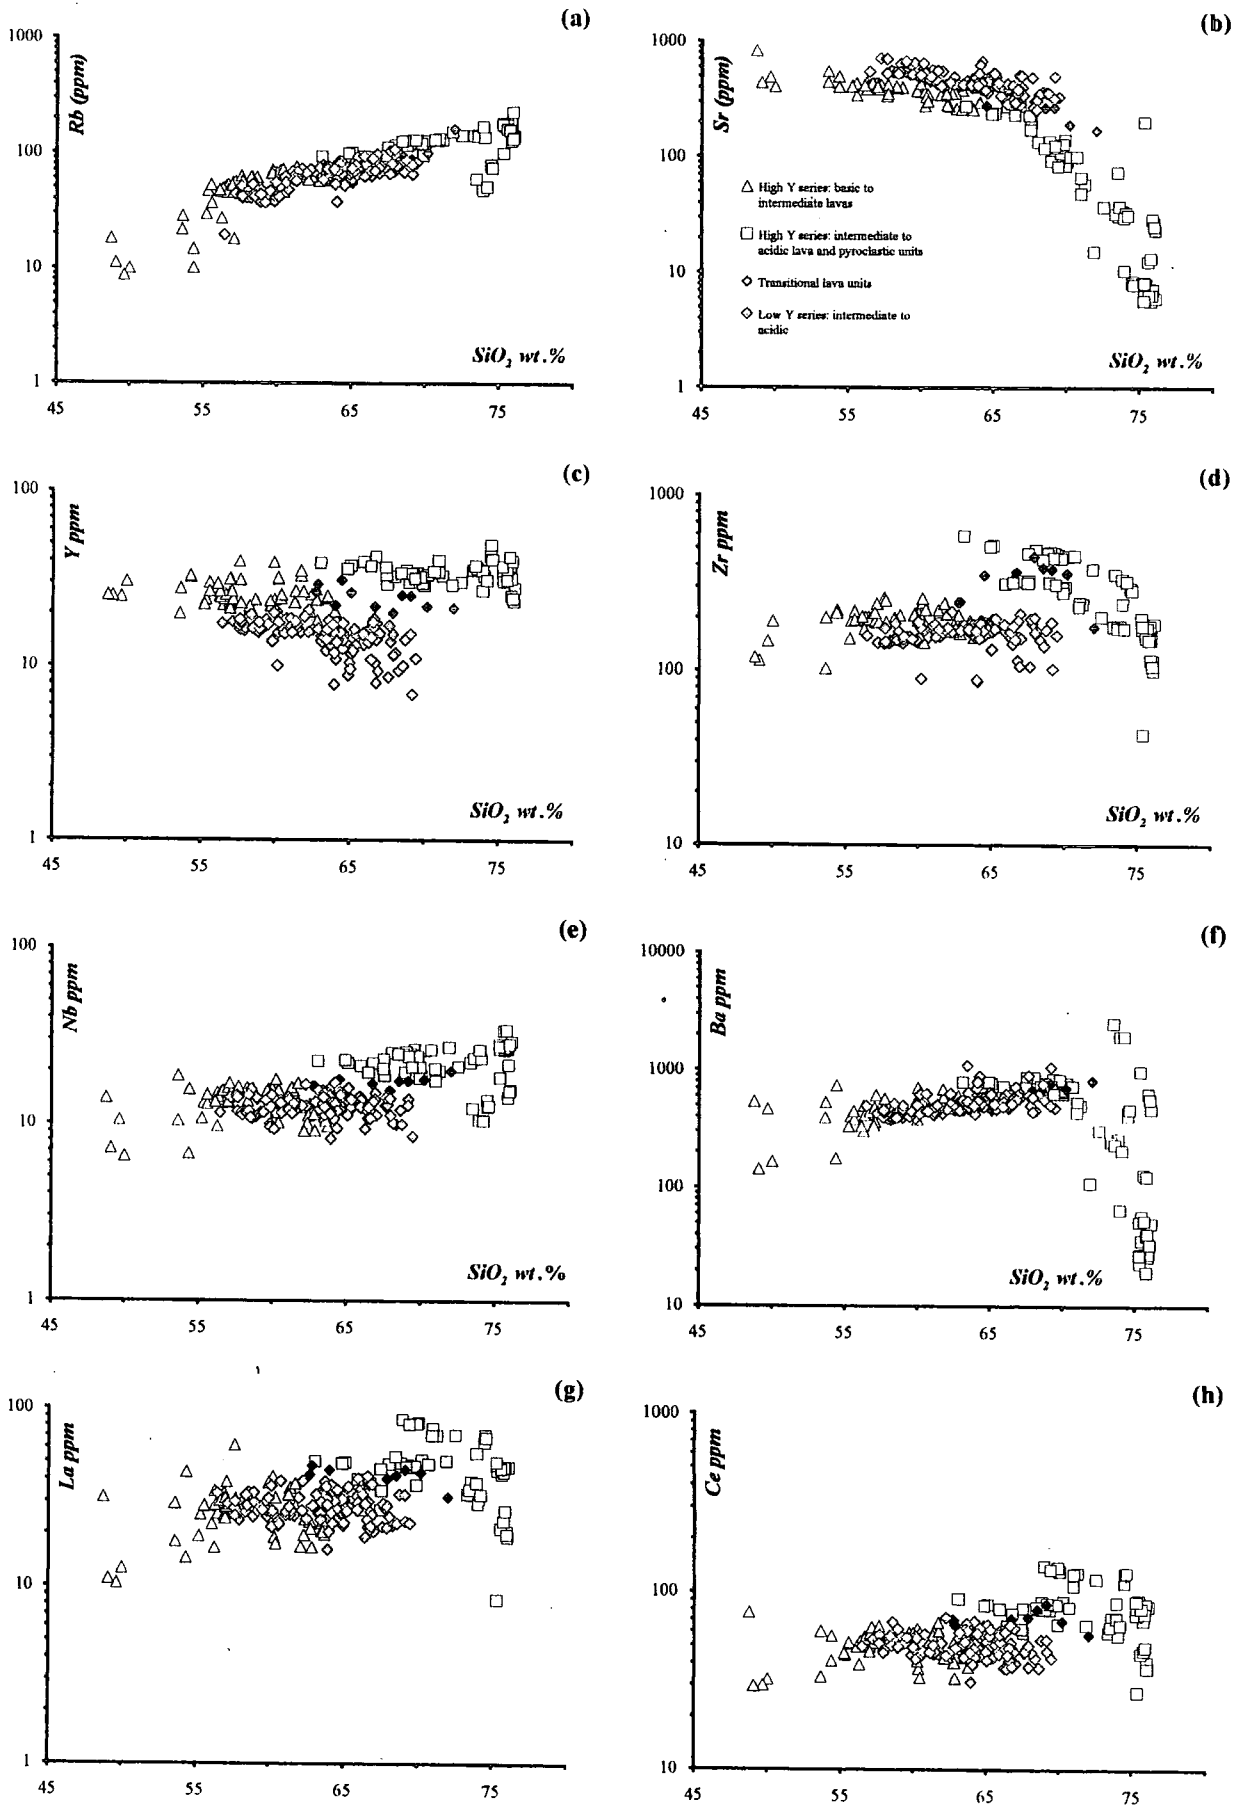 (a)
1000
100
10
1
Rb (ppm)
SiO2 wt.%
45
55
65
75
(b)
1000
100
10
1
Sr (ppm)
High Y series: basic to
intermediate lavas
High Y series: intermediate to
acidic lava and pyroclastic units
Transitional lava units
Low Y series: intermediate to
acidic
SiO2 wt.%
45
55
65
75
(c)
100
10
1
Y ppm
SiO2 wt.%
45
55
65
75
(d)
1000
100
10
Zr ppm
SiO2 wt.%
45
55
65
75
(e)
100
10
1
Nb ppm
SiO2 wt.%
45
55
65
75
(f)
10000
1000
100
10
Ba ppm
SiO2 wt.%
45
55
65
75
(g)
100
10
1
La ppm
45
55
65
75
(h)
1000
100
10
Ce ppm
45
55
65
75